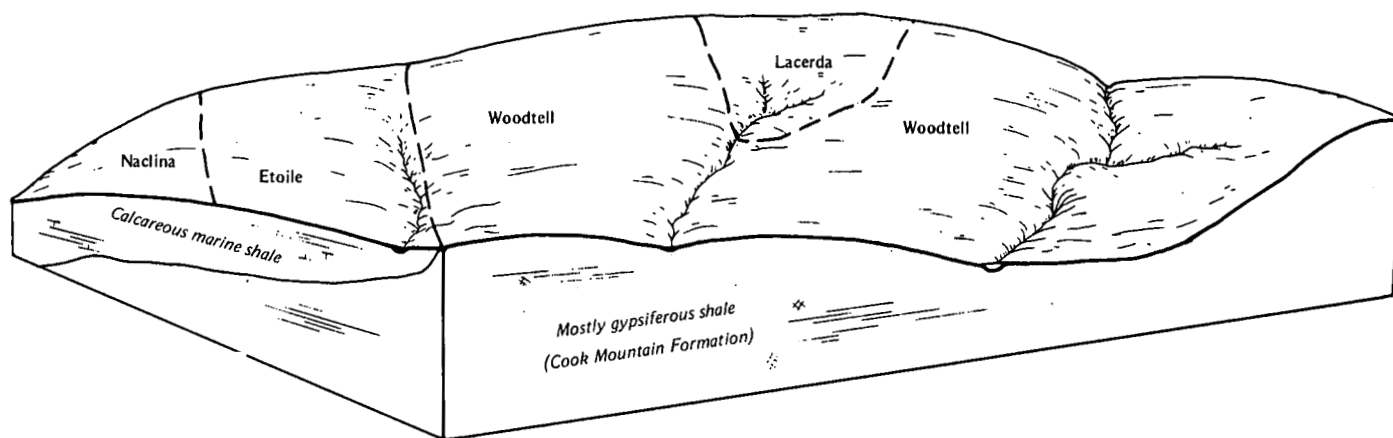 Lacerda
Woodtell
Woodtell
Naclina
Etoile
Calcareous marine shale
Mostly gypsiferous shale
(Cook Mountain Formation)